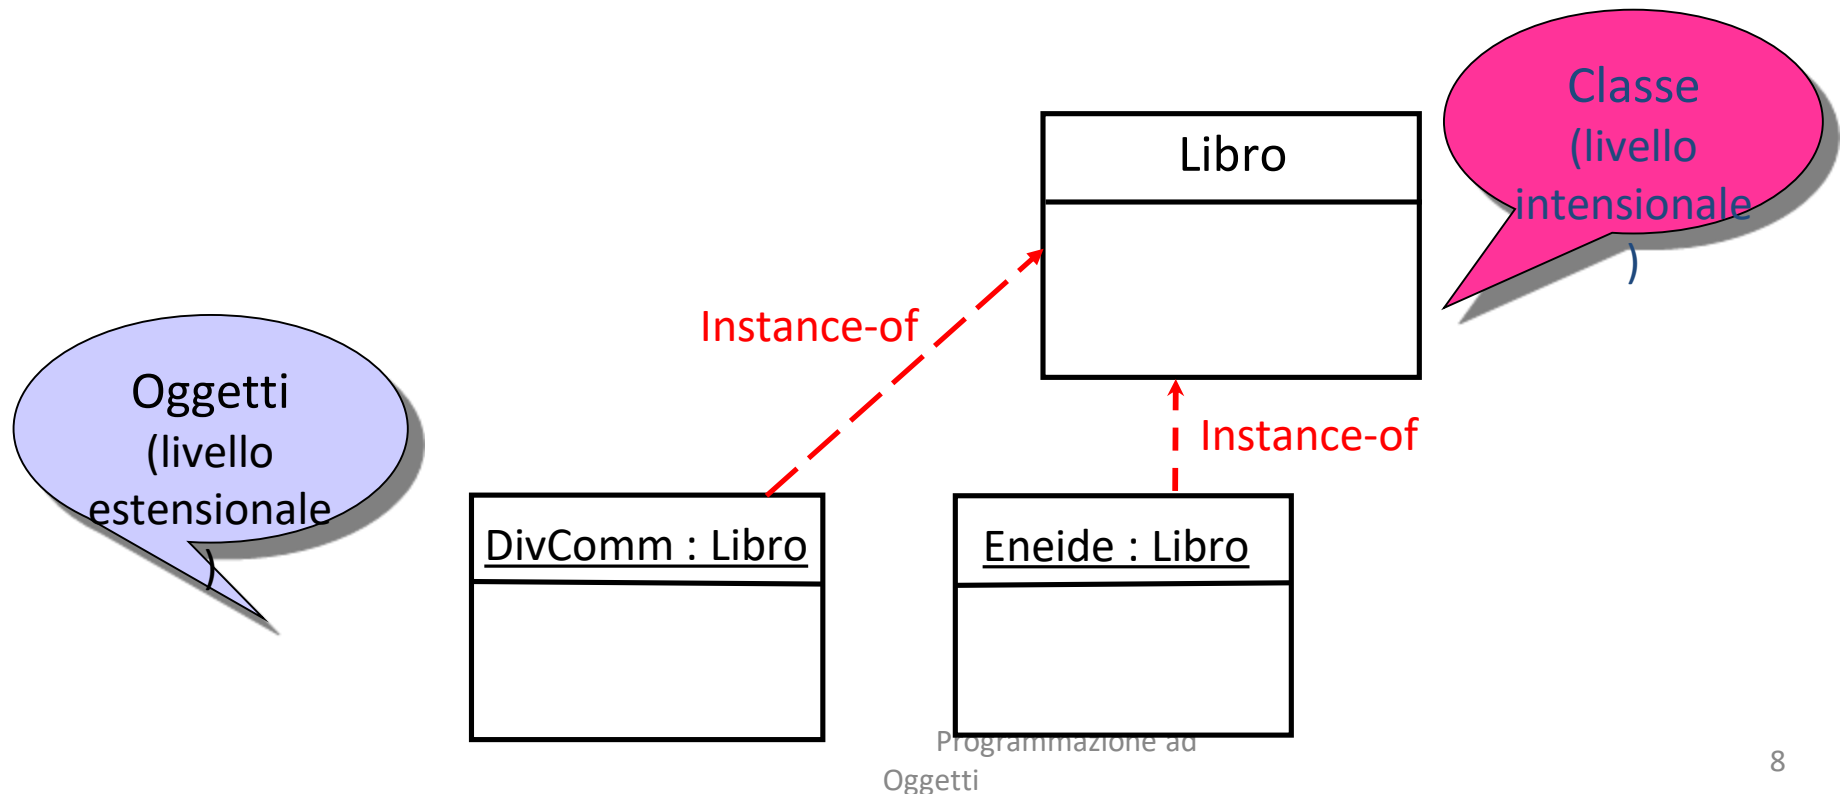 Classe
(livello
intensionale
)
Libro
Instance-of
Oggetti
(livello
estensionale
)
Instance-of
DivComm : Libro
Eneide : Libro
Programmazione ad
Oggetti
8